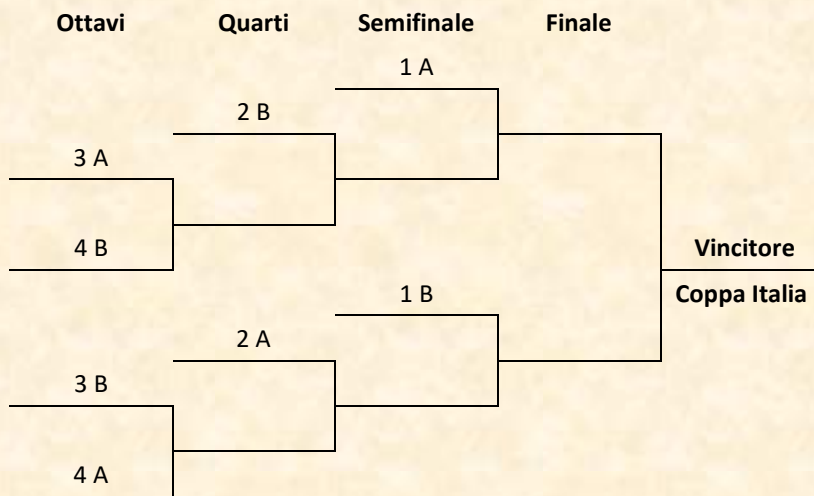 Ottavi Quarti Semifinale Finale
1 A
2 B
3 A
4 B
Vincitore
Coppa Italia
1 B
2 A
3 B
4 A